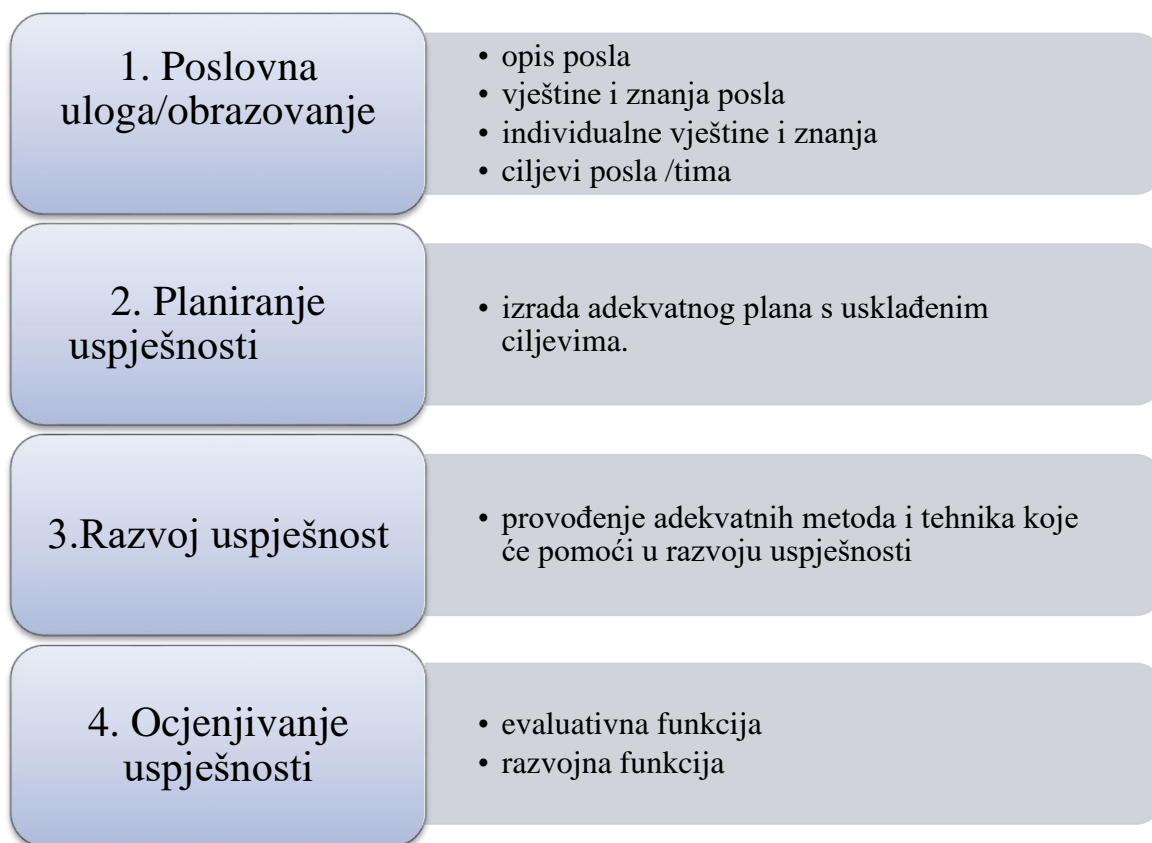 1. Poslovna
uloga/obrazovanje
• opis posla
• vještine i znanja posla
• individualne vještine i znanja
• ciljevi posla /tima
2. Planiranje
uspješnosti
• izrada adekvatnog plana s usklađenim
ciljevima.
3.Razvoj uspješnost
• provođenje adekvatnih metoda i tehnika koje
će pomoći u razvoju uspješnosti
4. Ocjenjivanje
uspješnosti
• evaluativna funkcija
• razvojna funkcija